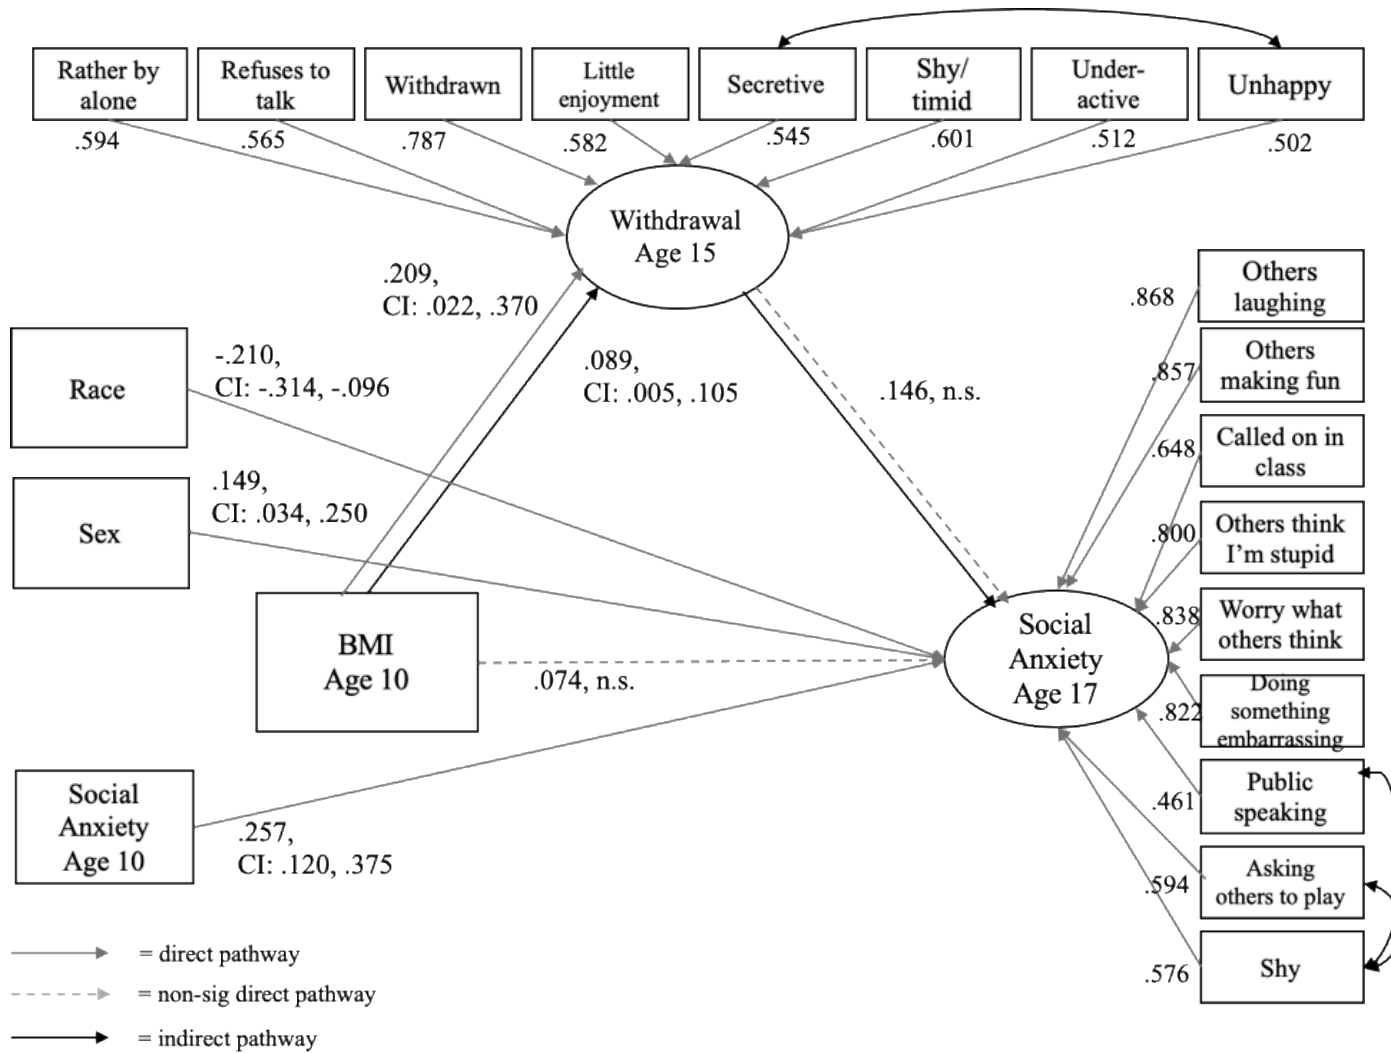 Rather by
alone
Refuses to
talk
Withdrawn
Little
enjoyment
Secretive
Shy/
timid
Under-
active
Unhappy
.594
.565
.787
.582
.545
.601
.512
.502
Withdrawal
Age 15
.209,
CI: .022, .370
.089,
CI: .005, .105
.146, n.s.
Race
-.210,
CI: -.314, -.096
Sex
.149,
CI: .034, .250
BMI
Age 10
.074, n.s.
Social
Anxiety
Age 10
.257,
CI: .120, .375
Social
Anxiety
Age 17
.868
Others
laughing
.857
Others
making fun
.648
Called on in
class
.800
Others think
I’m stupid
.838
Worry what
others think
.822
Doing
something
embarrassing
.461
Public
speaking
.594
Asking
others to play
.576
Shy
= direct pathway
= non-sig direct pathway
= indirect pathway